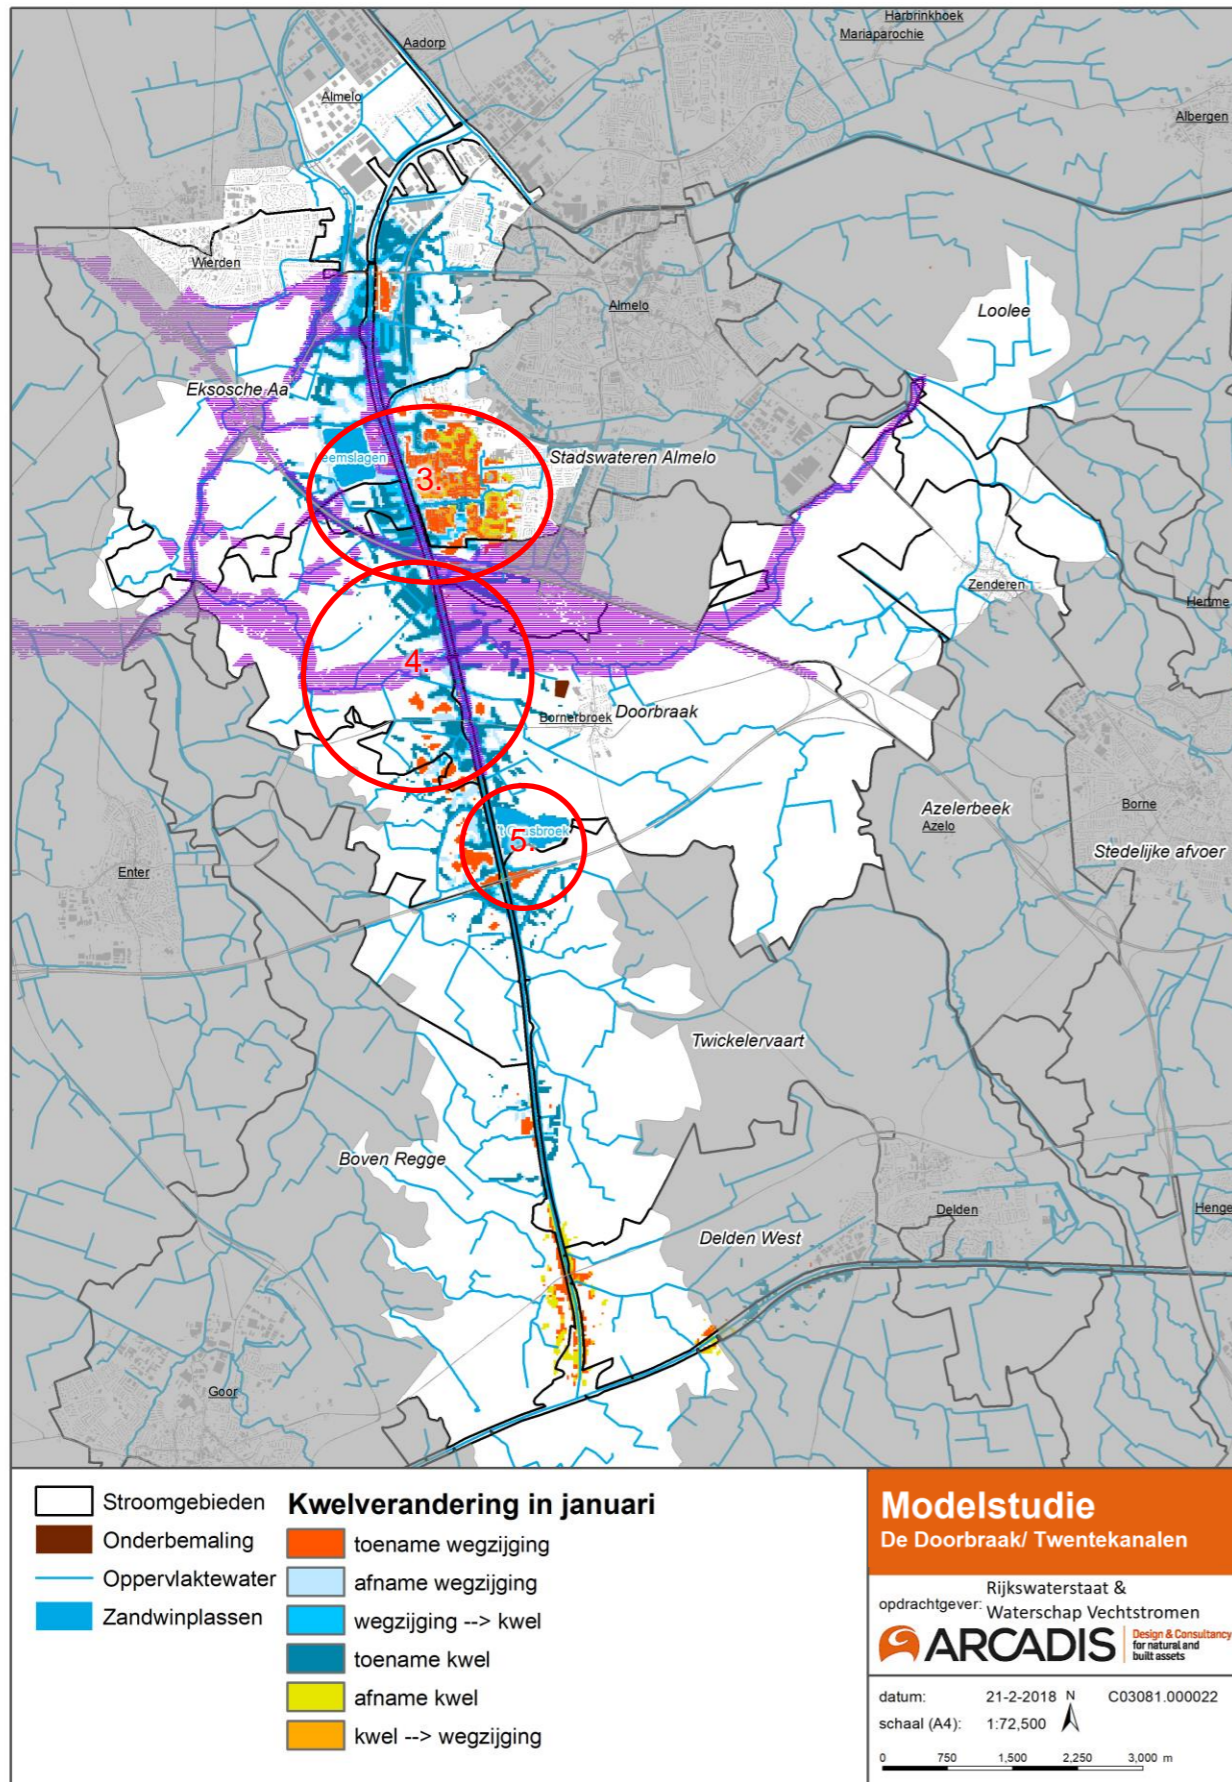 Harbrinkhoek
Mariaparochie
Aadorp
Almelo
Albergen
Wierden
Almelo
Loolee
Eksosche Aa
Stadswateren Almelo
3.
Zenderen
Hertme
4.
Bornerbroek
Doorbraak
Azelerbeek
Azelo
Borne
Stedelijke afvoer
5.
Enter
Twickelervaart
Boven Regge
Delden
Delden West
Goor
Stroomgebieden
Onderbemaling
Oppervlaktewater
Zandwinplassen
Kwelverandering in januari
toename wegzijging
afname wegzijging
wegzijging --> kwel
toename kwel
afname kwel
kwel --> wegzijging
Modelstudie
De Doorbraak/ Twentekanalen
opdrachtgever: Rijkswaterstaat &
Waterschap Vechtstromen
ARCADIS
Design & Consultancy
for natural and
built assets
datum: 21-2-2018 N C03081.000022
schaal (A4): 1:72,500
0 750 1,500 2,250 3,000 m